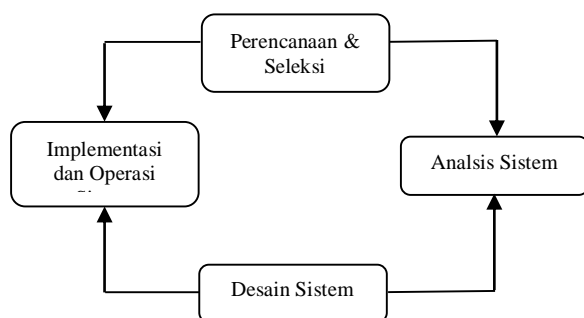 Perencanaan &
Seleksi
Implementasi
dan Operasi
Analsis Sistem
Desain Sistem